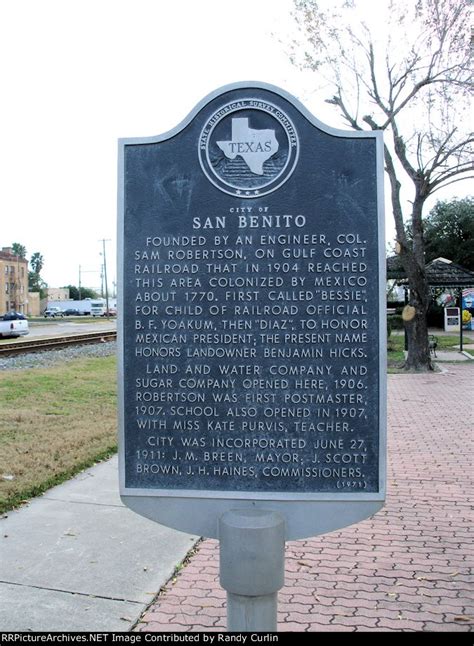 STATE HISTORICAL SURVEY COMMITTEE
TEXAS
CITY OF
SAN BENITO
FOUNDED BY AN ENGINEER, COL.
SAM ROBERTSON, ON GULF COAST
RAILROAD THAT IN 1904 REACHED
THIS AREA COLONIZED BY MEXICO
ABOUT 1770. FIRST CALLED "BESSIE",
FOR CHILD OF RAILROAD OFFICIAL
B. F. YOAKUM, THEN "DIAZ", TO HONOR
MEXICAN PRESIDENT; THE PRESENT NAME
HONORS LANDOWNER BENJAMIN HICKS.
LAND AND WATER COMPANY AND
SUGAR COMPANY OPENED HERE, 1906.
ROBERTSON WAS FIRST POSTMASTER,
1907. SCHOOL ALSO OPENED IN 1907,
WITH MISS KATE PURVIS, TEACHER.
CITY WAS INCORPORATED JUNE 27,
1911: J. M. BREEN, MAYOR, J. SCOTT
BROWN, J. H. HAINES, COMMISSIONERS.
(1971)
RRPictureArchives.NET Image Contributed by Randy Curlin